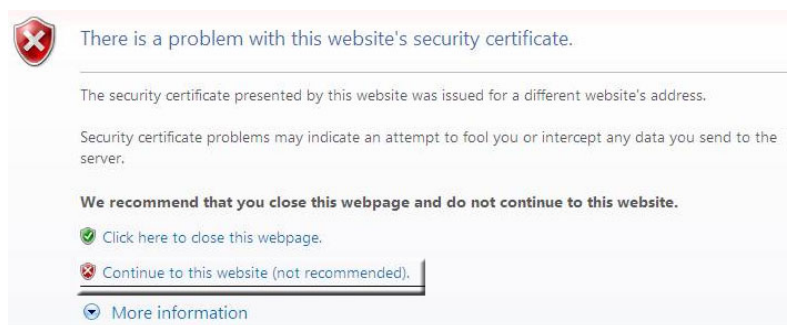 There is a problem with this website's security certificate.
The security certificate presented by this website was issued for a different website's address.
Security certificate problems may indicate an attempt to fool you or intercept any data you send to the
server.
We recommend that you close this webpage and do not continue to this website.
Click here to close this webpage.
Continue to this website (not recommended).
More information